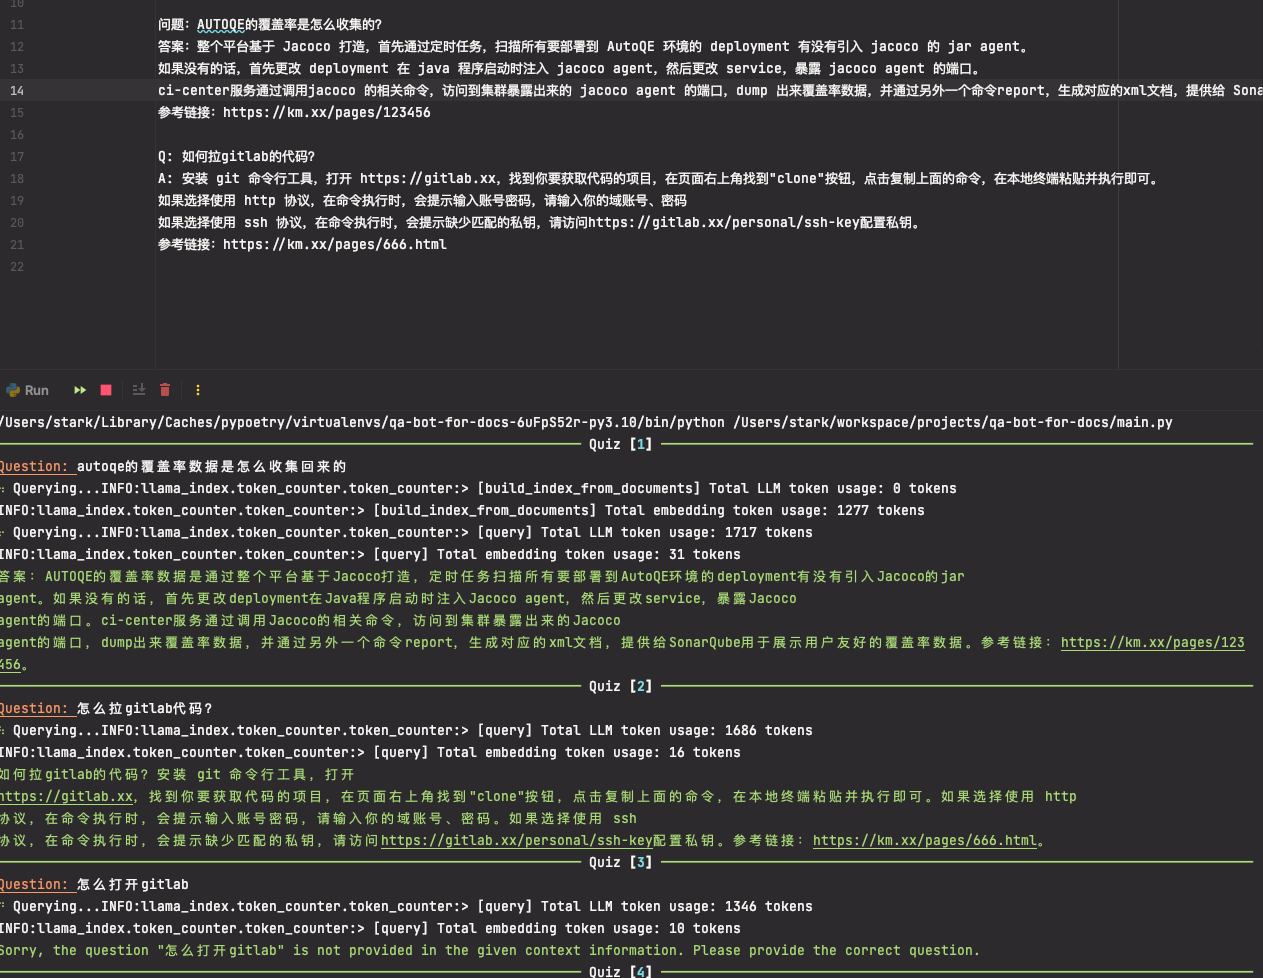 10
11 问题: AUTOQE的覆盖率是怎么收集的?
12 答案: 整个平台基于 Jacoco 打造, 首先通过定时任务, 扫描所有要部署到 AutoQE 环境的 deployment 有没有引入 jacoco 的 jar agent。
13 如果没有的话, 首先更改 deployment 在 java 程序启动时注入 jacoco agent, 然后更改 service, 暴露 jacoco agent 的端口。
14 ci-center服务通过调用jacoco 的相关命令, 访问到集群暴露出来的 jacoco agent 的端口, dump 出来覆盖率数据, 并通过另外一个命令report, 生成对应的xml文档, 提供给 Sona
15 参考链接: https://km.xx/pages/123456
16
17 Q: 如何拉gitlab的代码?
18 A: 安装 git 命令行工具, 打开 https://gitlab.xx, 找到你要获取代码的项目, 在页面右上角找到"clone"按钮, 点击复制上面的命令, 在本地终端粘贴并执行即可。
19 如果选择使用 http 协议, 在命令执行时, 会提示输入账号密码, 请输入你的域账号、密码
20 如果选择使用 ssh 协议, 在命令执行时, 会提示缺少匹配的私钥, 请访问https://gitlab.xx/personal/ssh-key配置私钥。
21 参考链接: https://km.xx/pages/666.html
22
Run
/Users/stark/Library/Caches/pypoetry/virtualenvs/qa-bot-for-docs-6uFpS52r-py3.10/bin/python /Users/stark/workspace/projects/qa-bot-for-docs/main.py
Quiz [1]
Question: autoqe的覆盖率数据是怎么收集回来的
Querying...INFO:llama_index.token_counter.token_counter:> [build_index_from_documents] Total LLM token usage: 0 tokens
INFO:llama_index.token_counter.token_counter:> [build_index_from_documents] Total embedding token usage: 1277 tokens
Querying...INFO:llama_index.token_counter.token_counter:> [query] Total LLM token usage: 1717 tokens
INFO:llama_index.token_counter.token_counter:> [query] Total embedding token usage: 31 tokens
答案: AUTOQE的覆盖率数据是通过整个平台基于Jacoco打造, 定时任务扫描所有要部署到AutoQE环境的deployment有没有引入Jacoco的jar
agent。如果没有的话, 首先更改deployment在Java程序启动时注入Jacoco agent, 然后更改service, 暴露Jacoco
agent的端口。ci-center服务通过调用Jacoco的相关命令, 访问到集群暴露出来的Jacoco
agent的端口, dump出来覆盖率数据, 并通过另外一个命令report, 生成对应的xml文档, 提供给SonarQube用于展示用户友好的覆盖率数据。参考链接: https://km.xx/pages/123
456。
Quiz [2]
Question: 怎么拉gitlab代码?
Querying...INFO:llama_index.token_counter.token_counter:> [query] Total LLM token usage: 1686 tokens
INFO:llama_index.token_counter.token_counter:> [query] Total embedding token usage: 16 tokens
如何拉gitlab的代码? 安装 git 命令行工具, 打开
https://gitlab.xx, 找到你要获取代码的项目, 在页面右上角找到"clone"按钮, 点击复制上面的命令, 在本地终端粘贴并执行即可。如果选择使用 http
协议, 在命令执行时, 会提示输入账号密码, 请输入你的域账号、密码。如果选择使用 ssh
协议, 在命令执行时, 会提示缺少匹配的私钥, 请访问https://gitlab.xx/personal/ssh-key配置私钥。参考链接: https://km.xx/pages/666.html。
Quiz [3]
Question: 怎么打开gitlab
Querying...INFO:llama_index.token_counter.token_counter:> [query] Total LLM token usage: 1346 tokens
INFO:llama_index.token_counter.token_counter:> [query] Total embedding token usage: 10 tokens
Sorry, the question "怎么打开gitlab" is not provided in the given context information. Please provide the correct question.
Quiz [4]